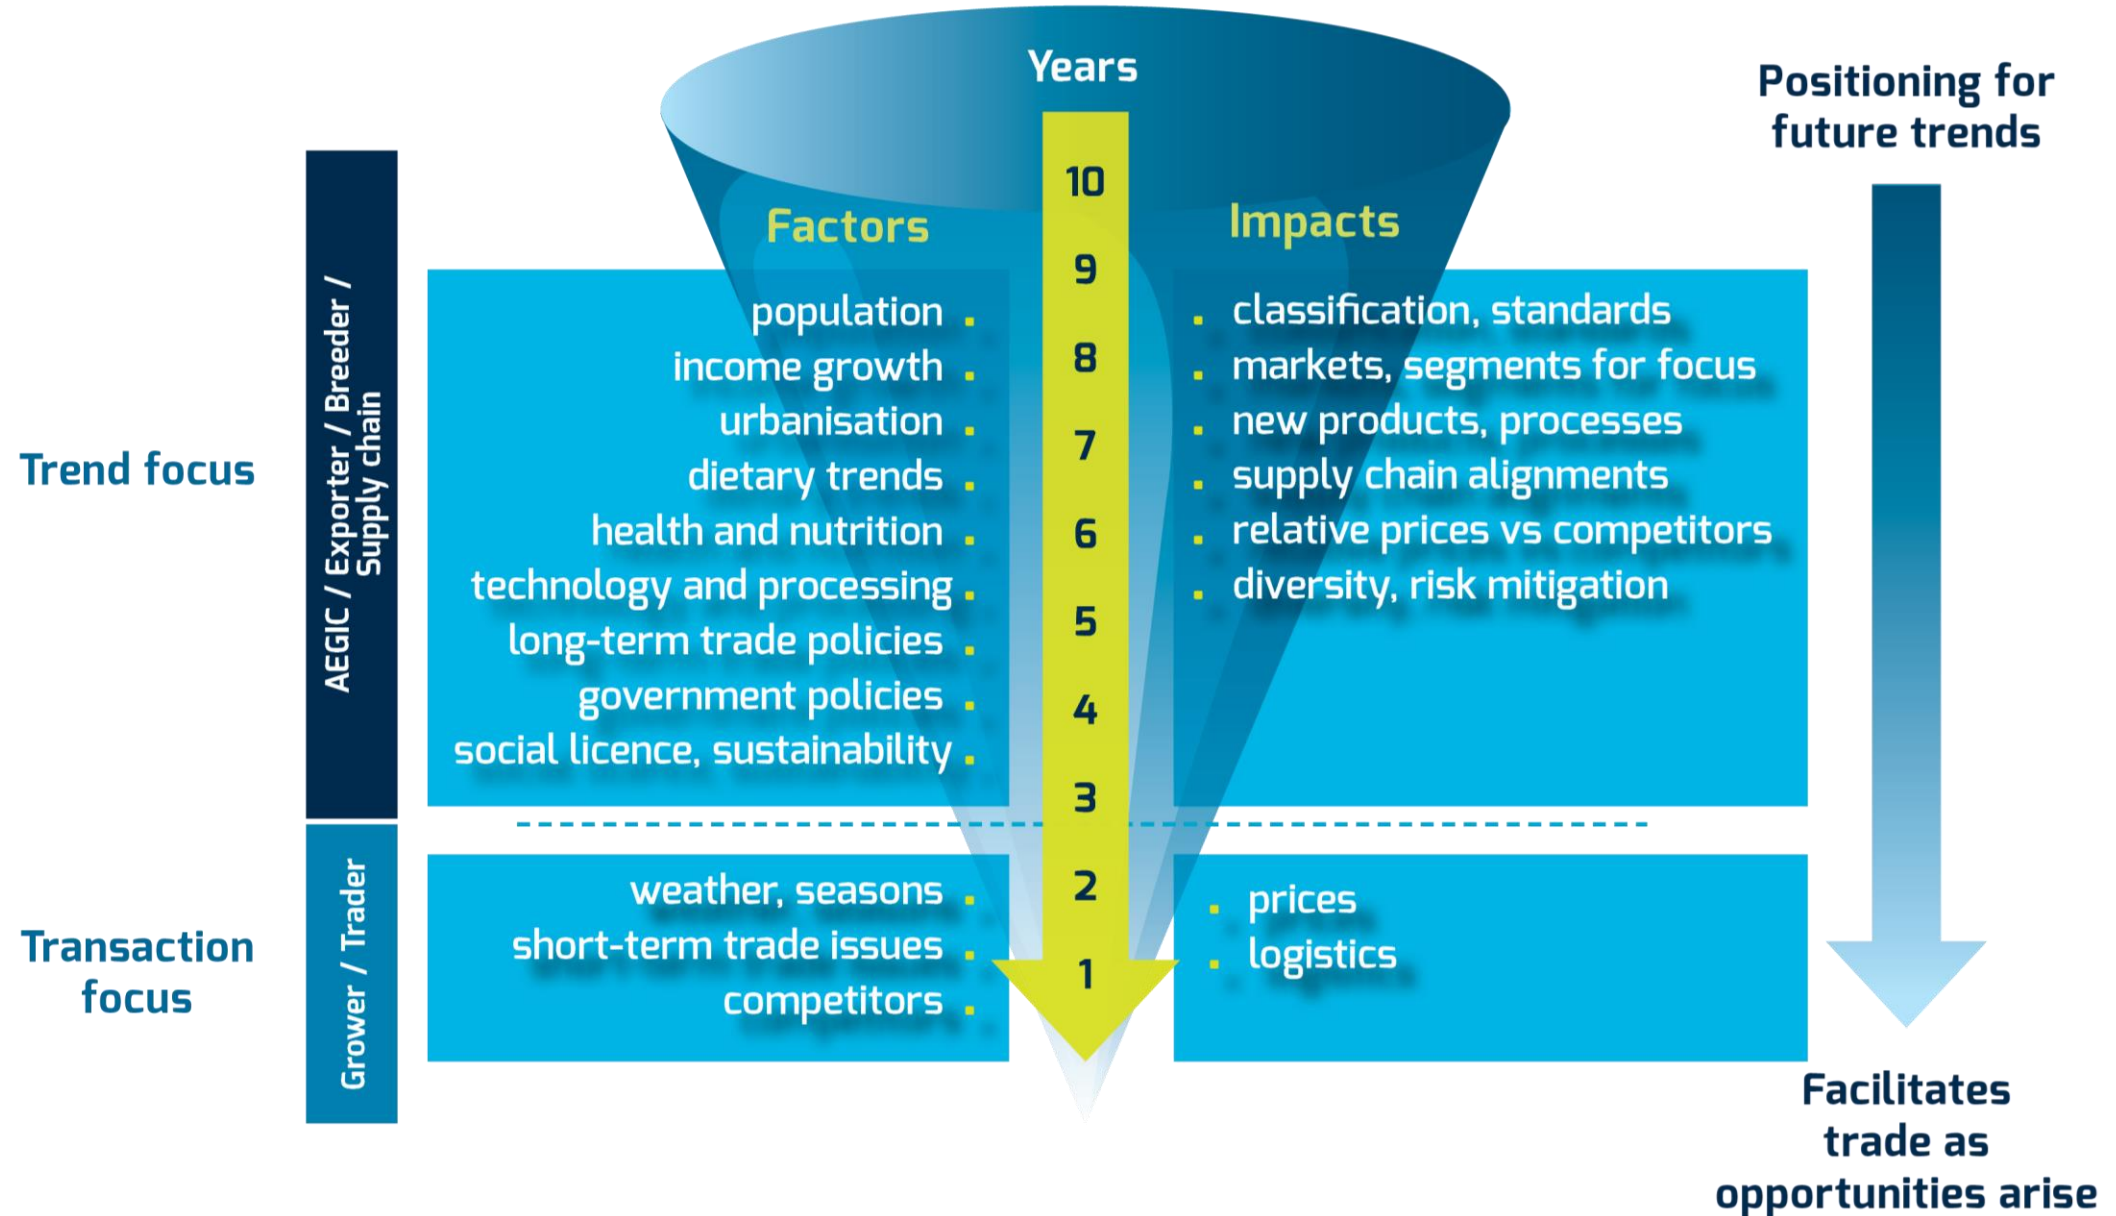 Years
Positioning for
future trends
10
9
8
7
6
5
4
3
2
1
Trend focus
AEGIC / Exporter / Breeder /
Supply chain
Factors
population
income growth
urbanisation
dietary trends
health and nutrition
technology and processing
long-term trade policies
government policies
social licence, sustainability
Impacts
classification, standards
markets, segments for focus
new products, processes
supply chain alignments
relative prices vs competitors
diversity, risk mitigation
Transaction
focus
Grower / Trader
weather, seasons
short-term trade issues
competitors
prices
logistics
Facilitates
trade as
opportunities arise